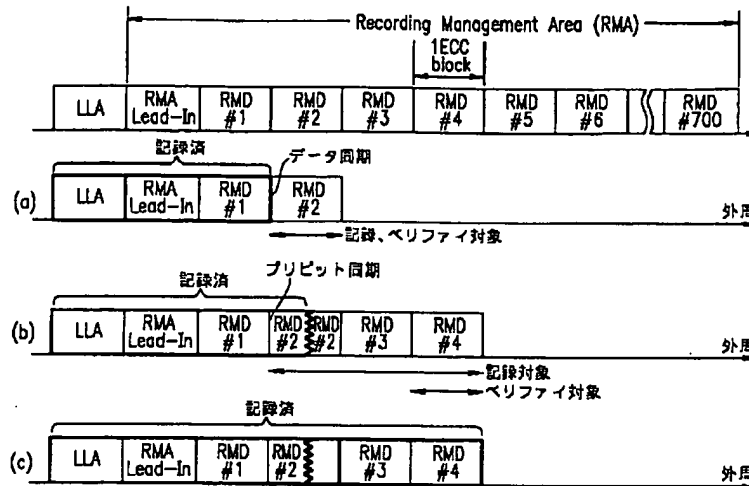 Recording Management Area (RMA)
1ECC
block
LLA
RMA
Lead-In
RMD
#1
RMD
#2
RMD
#3
RMD
#4
RMD
#5
RMD
#6
RMD
#700
記録済
データ同期
(a)
LLA
RMA
Lead-In
RMD
#1
RMD
#2
外周
記録、ベリファイ対象
記録済
プリピット同期
(b)
LLA
RMA
Lead-In
RMD
#1
RMD
#2
RMD
#2
RMD
#3
RMD
#4
外周
記録対象
ベリファイ対象
記録済
(c)
LLA
RMA
Lead-In
RMD
#1
RMD
#2
RMD
#3
RMD
#4
外周